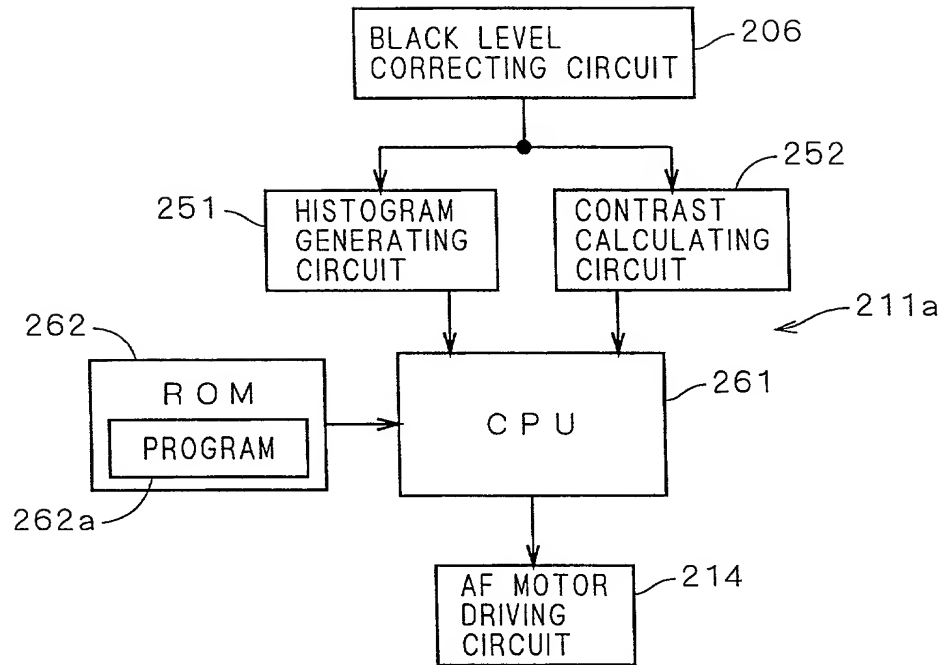 BLACK LEVEL
CORRECTING CIRCUIT
206
252
251
HISTOGRAM
GENERATING
CIRCUIT
CONTRAST
CALCULATING
CIRCUIT
211a
262
ROM
PROGRAM
262a
CPU
261
AF MOTOR
DRIVING
CIRCUIT
214